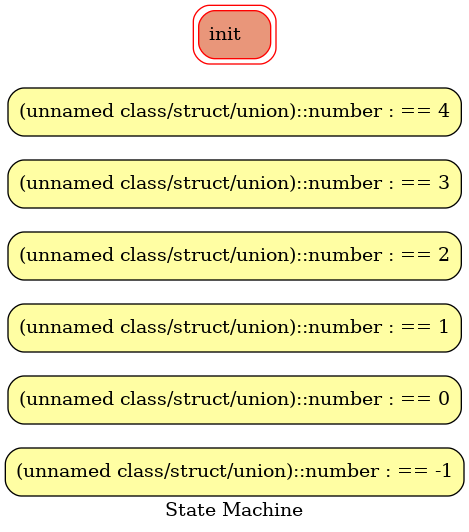 init
(unnamed class/struct/union)::number : == 4
(unnamed class/struct/union)::number : == 3
(unnamed class/struct/union)::number : == 2
(unnamed class/struct/union)::number : == 1
(unnamed class/struct/union)::number : == 0
(unnamed class/struct/union)::number : == -1
State Machine